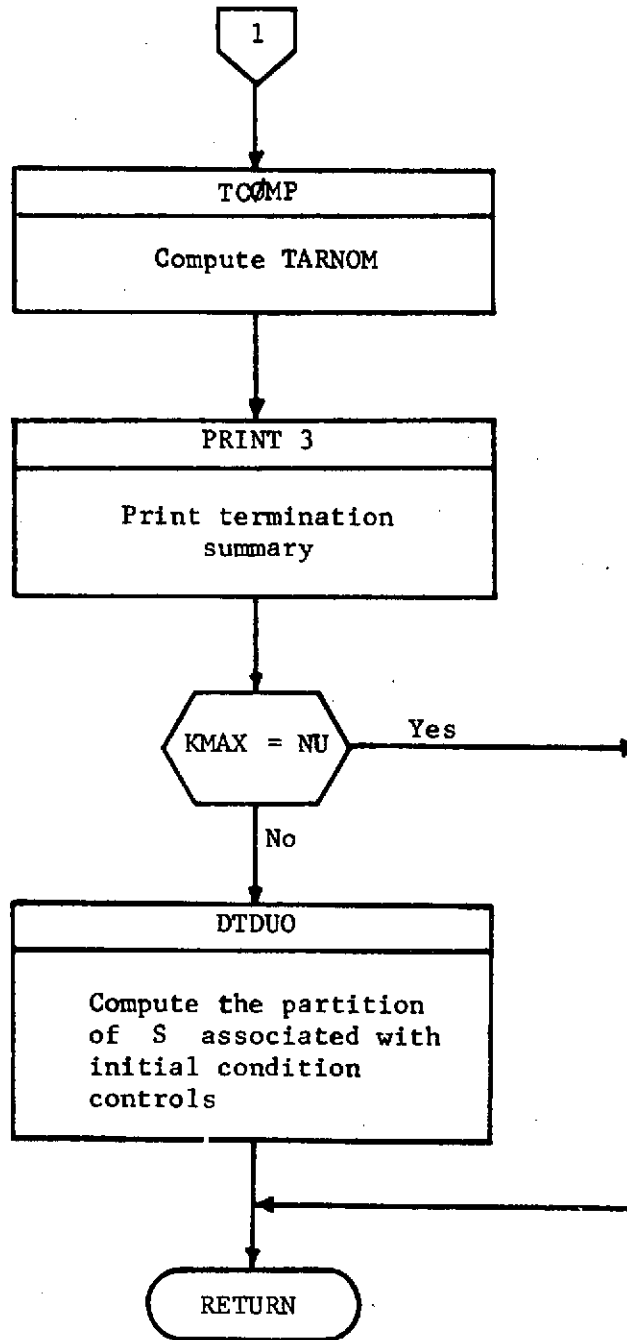 1
TCØMP
Compute TARNOM
PRINT 3
Print termination
summary
KMAX = NU
Yes
No
DTDUO
Compute the partition
of S associated with
initial condition
controls
RETURN